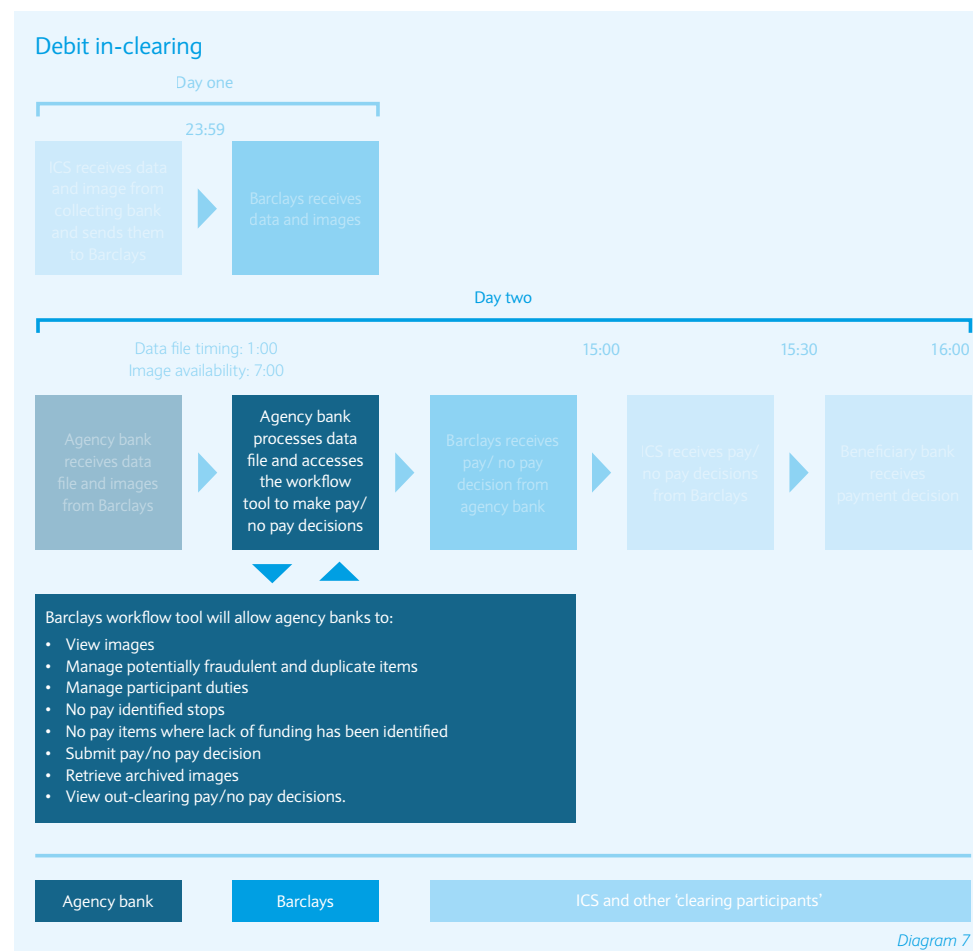 Debit in-clearing
Day one
23:59
ICS receives data
and image from
collecting bank
and sends them
to Barclays
Barclays receives
data and images
Day two
Data file timing: 1:00
Image availability: 7:00
15:00
15:30
16:00
Agency bank
receives data
file and images
from Barclays
Agency bank
processes data
file and accesses
the workflow
tool to make pay/
no pay decisions
Barclays receives
pay/ no pay
decision from
agency bank
ICS receives pay/
no pay decisions
from Barclays
Beneficiary bank
receives
payment decision
Barclays workflow tool will allow agency banks to:
• View images
• Manage potentially fraudulent and duplicate items
• Manage participant duties
• No pay identified stops
• No pay items where lack of funding has been identified
• Submit pay/no pay decision
• Retrieve archived images
• View out-clearing pay/no pay decisions.
Agency bank
Barclays
ICS and other ‘clearing participants’
Diagram 7